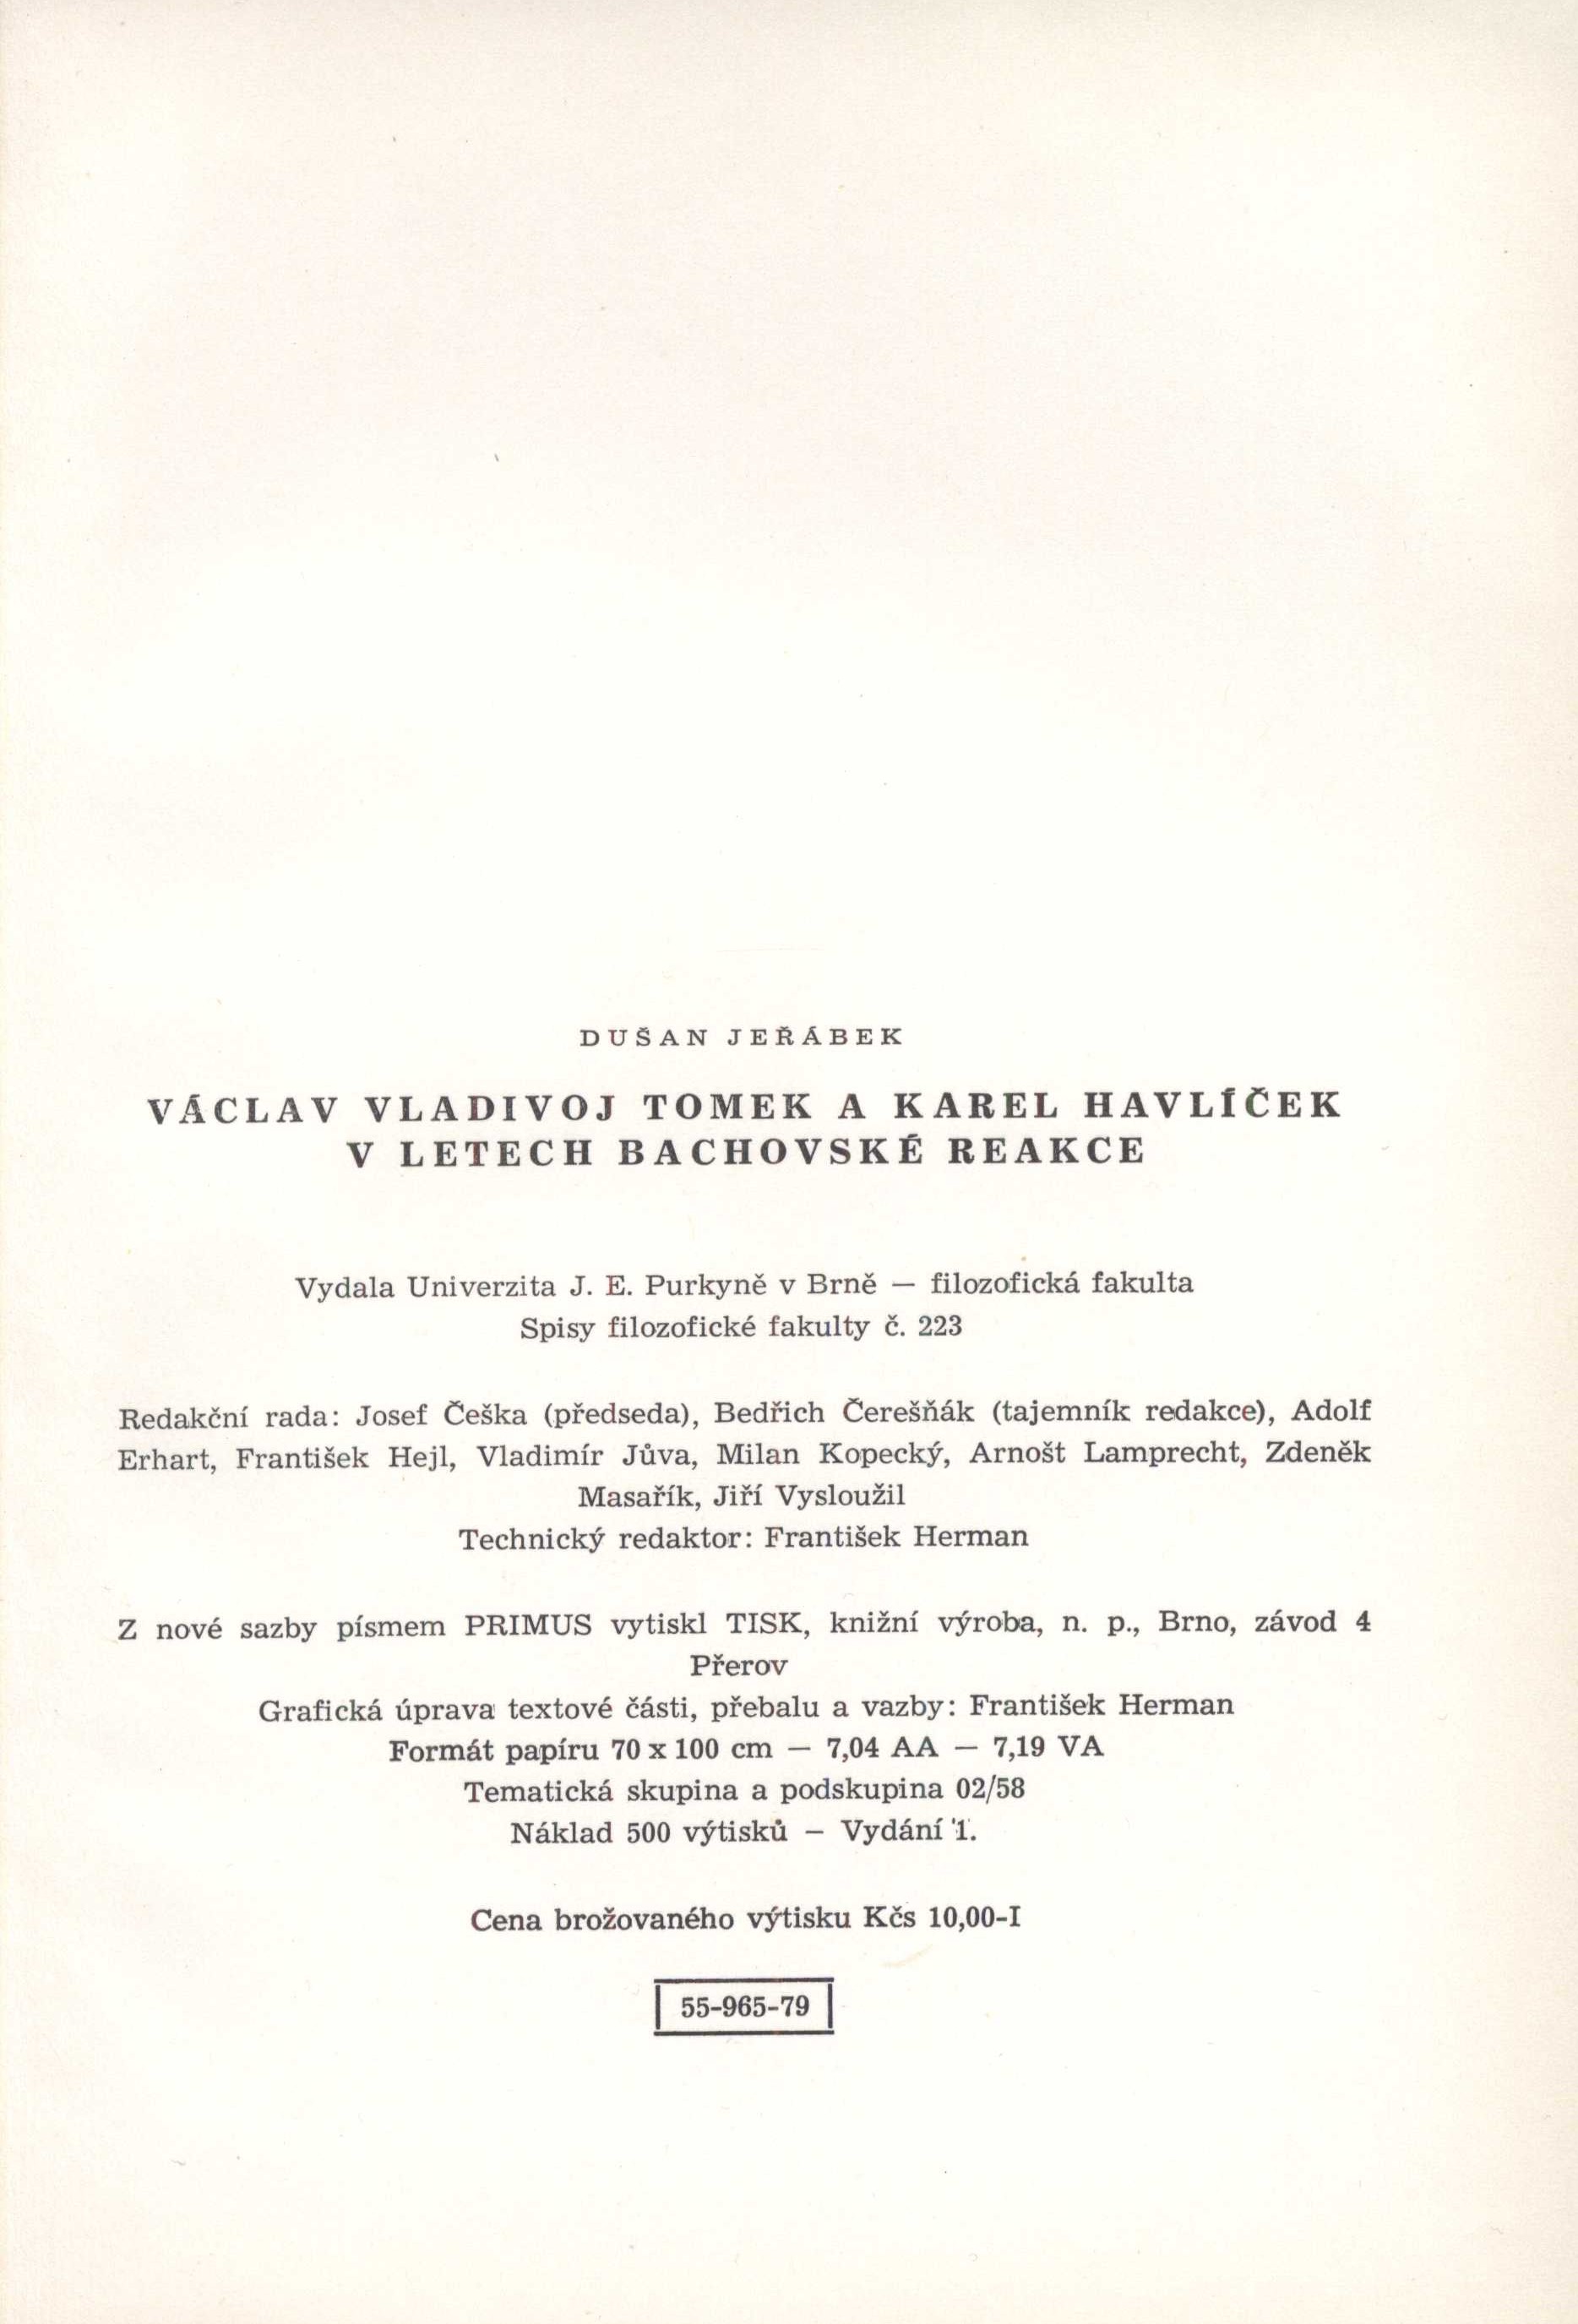 DUŠAN JEŘÁBEK
VÁCLAV VLADIVOJ TOMEK A KAREL HAVLÍČEK
V LETECH BACHOVSKÉ REAKCE
Vydala Univerzita J. E. Purkyně v Brně — filozofická fakulta
Spisy filozofické fakulty č. 223
Redakční rada: Josef Češka (předseda), Bedřich Čerešňák (tajemník redakce), Adolf
Erhart, František Hejl, Vladimír Jůva, Milan Kopecký, Arnošt Lamprecht, Zdeněk
Masařík, Jiří Vysloužil
Technický redaktor: František Herman
Z nové sazby písmem PRIMUS vytiskl TISK, knižní výroba, n. p., Brno, závod 4
Přerov
Grafická úprava textové části, přebalu a vazby: František Herman
Formát papíru 70 x 100 cm — 7,04 AA — 7,19 VA
Tematická skupina a podskupina 02/58
Náklad 500 výtisků — Vydání 1.
Cena brožovaného výtisku Kčs 10,00-I
55-965-79